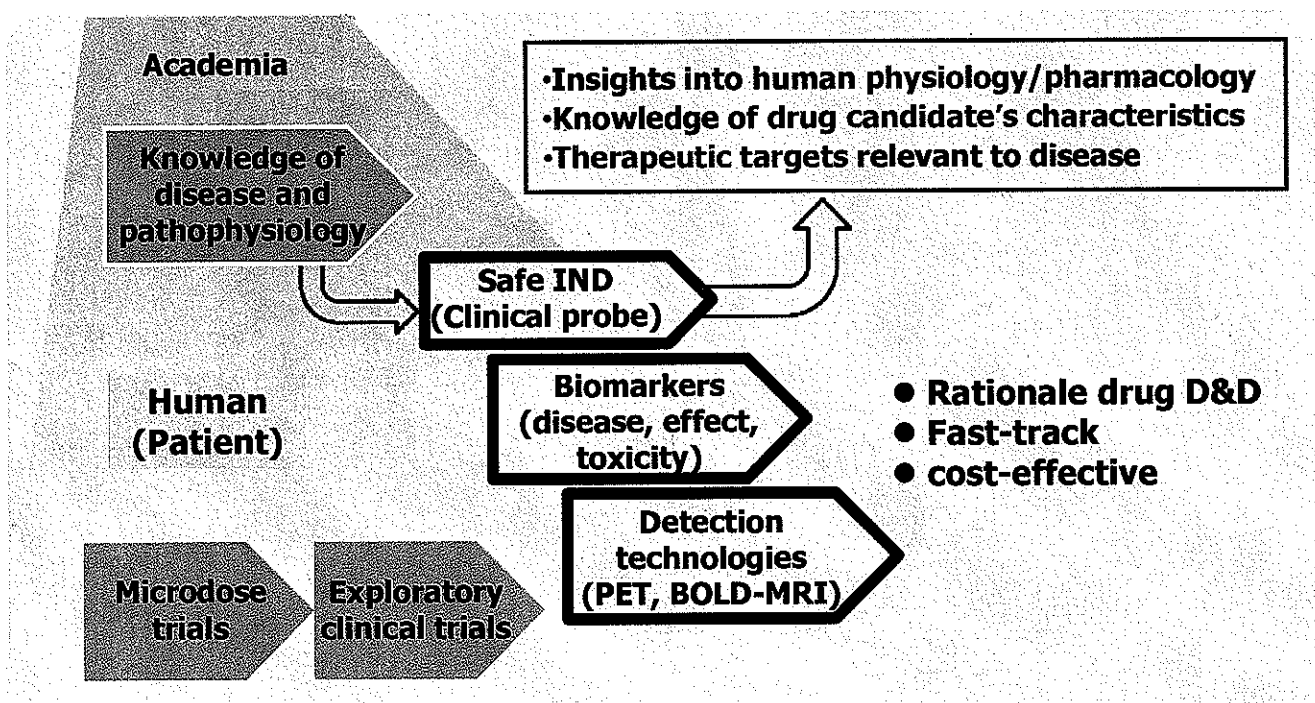 Academia
Knowledge of
disease and
pathophysiology
•Insights into human physiology/pharmacology
•Knowledge of drug candidate's characteristics
•Therapeutic targets relevant to disease
Safe IND
(Clinical probe)
Human
(Patient)
Biomarkers
(disease, effect,
toxicity)
● Rationale drug D&D
● Fast-track
● cost-effective
Detection
technologies
(PET, BOLD-MRI)
Microdose
trials
Exploratory
clinical trials